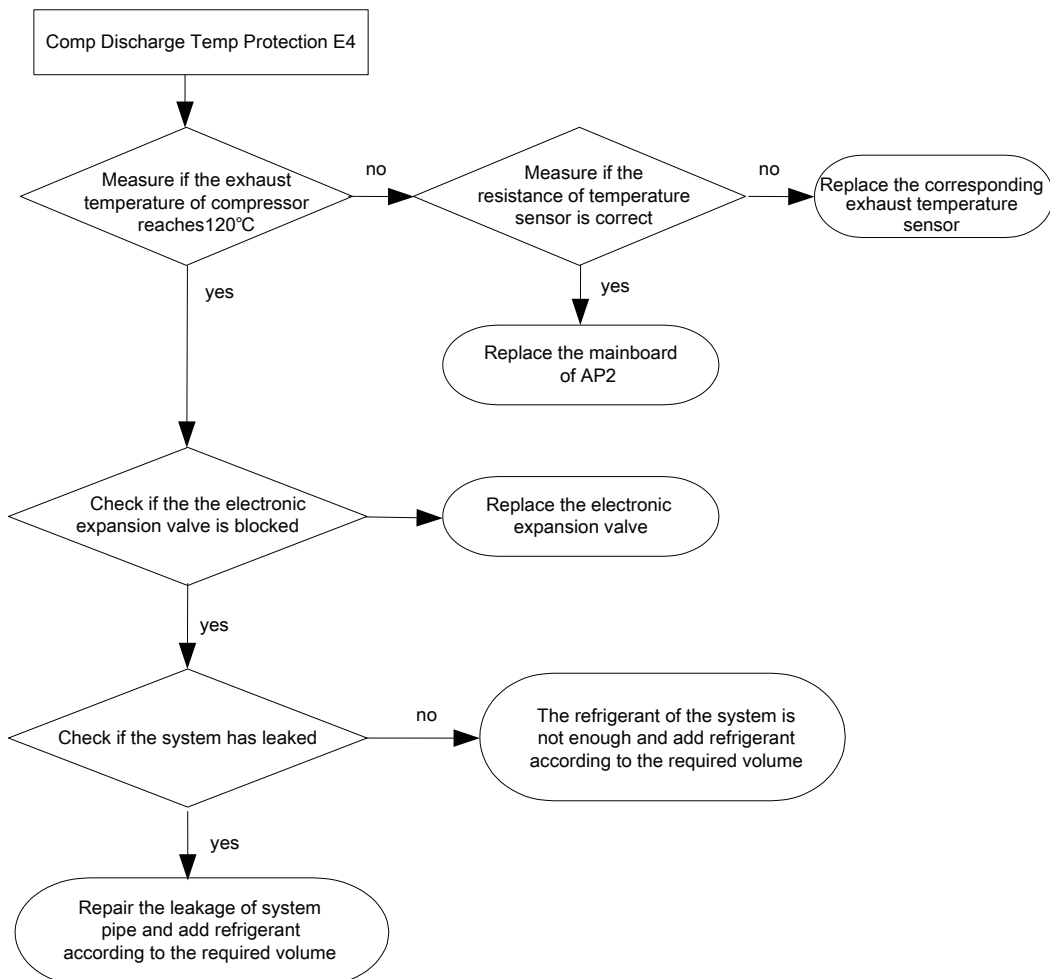 Comp Discharge Temp Protection E4
Measure if the exhaust
temperature of compressor
reaches120℃
no
Measure if the
resistance of temperature
sensor is correct
no
Replace the corresponding
exhaust temperature
sensor
yes
yes
Replace the mainboard
of AP2
Check if the the electronic
expansion valve is blocked
Replace the electronic
expansion valve
yes
Check if the system has leaked
no
The refrigerant of the system is
not enough and add refrigerant
according to the required volume
yes
Repair the leakage of system
pipe and add refrigerant
according to the required volume